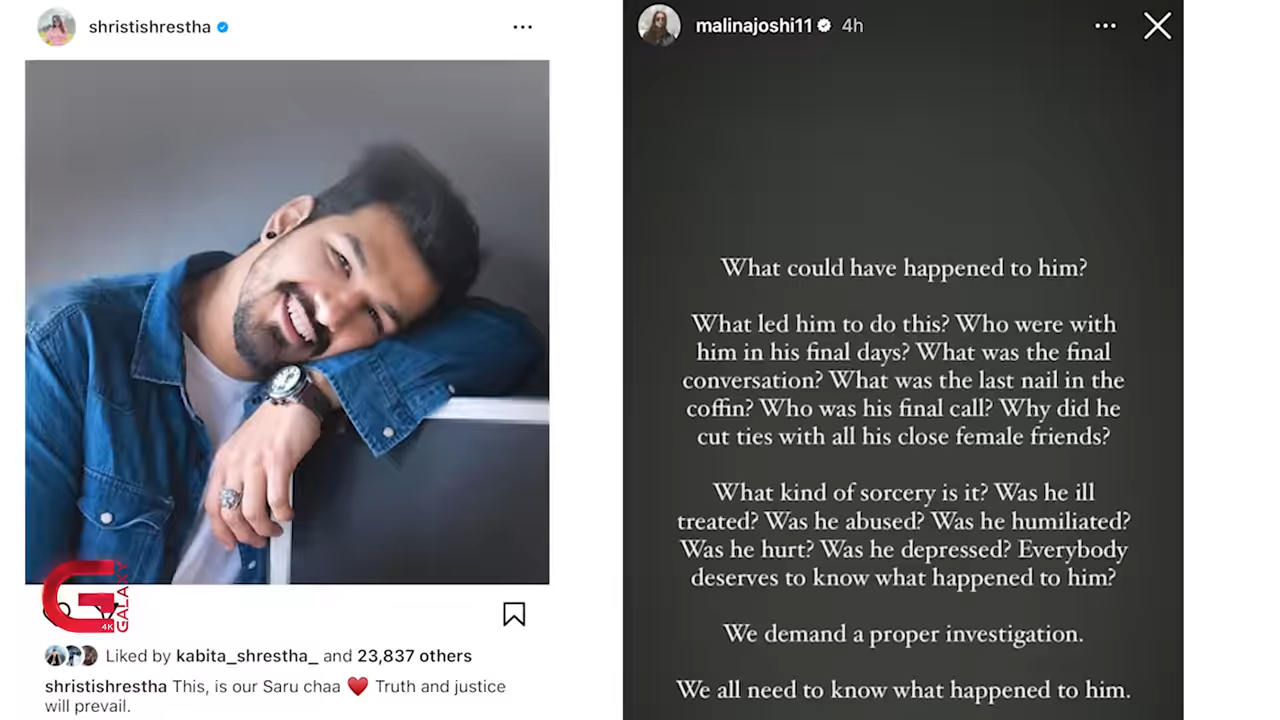 shristishrestha
Liked by kabita_shrestha_ and 23,837 others
shristishrestha This, is our Saru chaa ❤️ Truth and justice
will prevail.
G GALAXY
4K
malinajoshi11 4h
What could have happened to him?
What led him to do this? Who were with
him in his final days? What was the final
conversation? What was the last nail in the
coffin? Who was his final call? Why did he
cut ties with all his close female friends?
What kind of sorcery is it? Was he ill
treated? Was he abused? Was he humiliated?
Was he hurt? Was he depressed? Everybody
deserves to know what happened to him?
We demand a proper investigation.
We all need to know what happened to him.